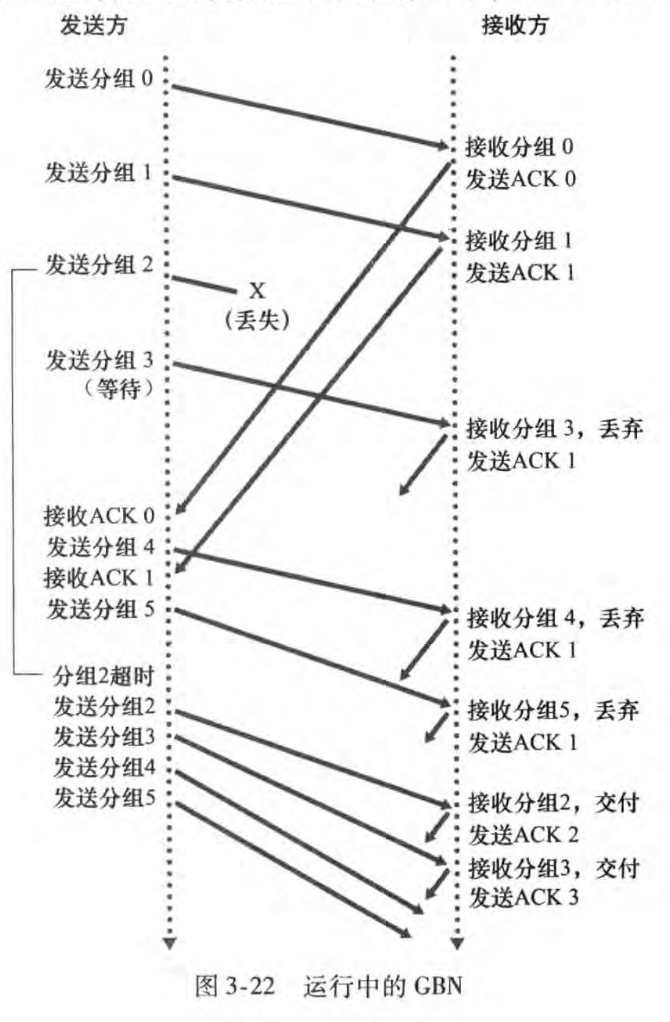 发送方
接收方
发送分组 0
接收分组 0
发送ACK 0
发送分组 1
接收分组 1
发送ACK 1
发送分组 2
X
(丢失)
发送分组 3
（等待）
接收分组 3，丢弃
发送ACK 1
接收ACK 0
发送分组 4
接收ACK 1
发送分组 5
接收分组 4，丢弃
发送ACK 1
分组2超时
发送分组2
发送分组3
发送分组4
发送分组5
接收分组5，丢弃
发送ACK 1
接收分组2，交付
发送ACK 2
接收分组3，交付
发送ACK 3
图 3-22 运行中的 GBN